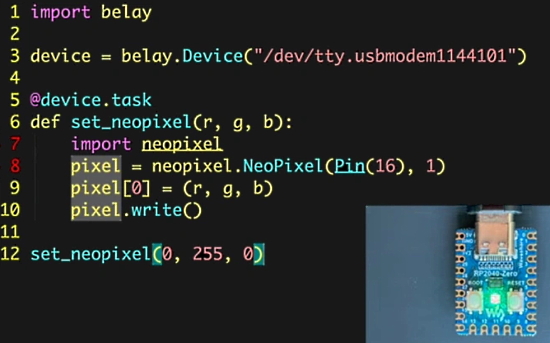 1 import belay
2
3 device = belay.Device("/dev/tty.usbmodem1144101")
4
5 @device.task
6 def set_neopixel(r, g, b):
7     import neopixel
8     pixel = neopixel.NeoPixel(Pin(16), 1)
9     pixel[0] = (r, g, b)
10     pixel.write()
11
12 set_neopixel(0, 255, 0)
RP2040-Zero
BOOT RESET